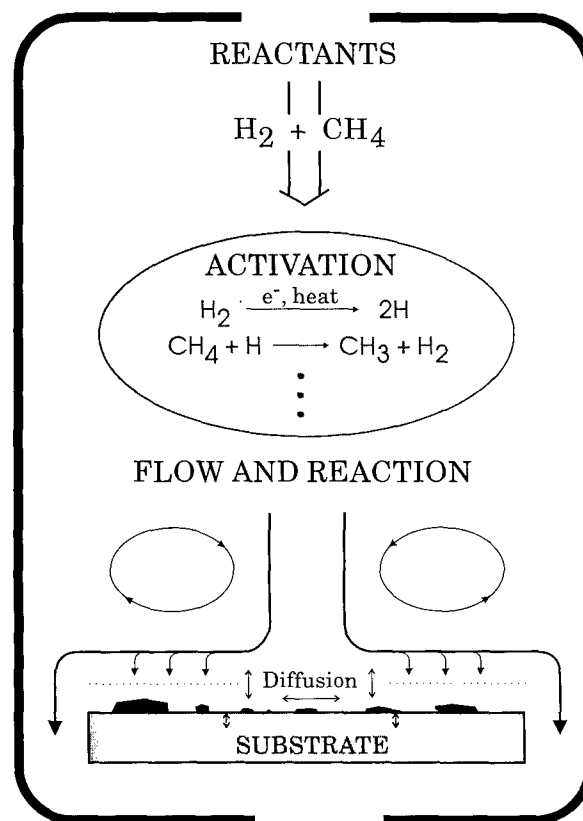 REACTANTS
H₂ + CH₄
ACTIVATION
e⁻, heat
H₂ → 2H
CH₄ + H → CH₃ + H₂
FLOW AND REACTION
Diffusion
SUBSTRATE